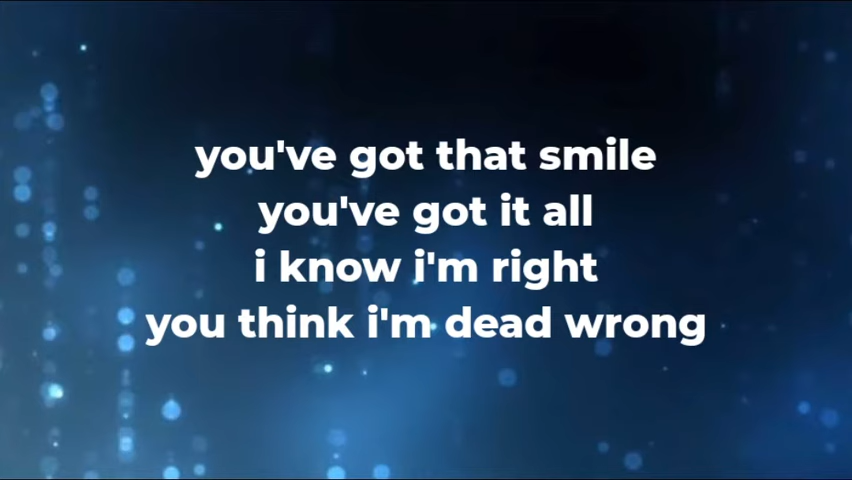 you've got that smile
you've got it all
i know i'm right
you think i'm dead wrong